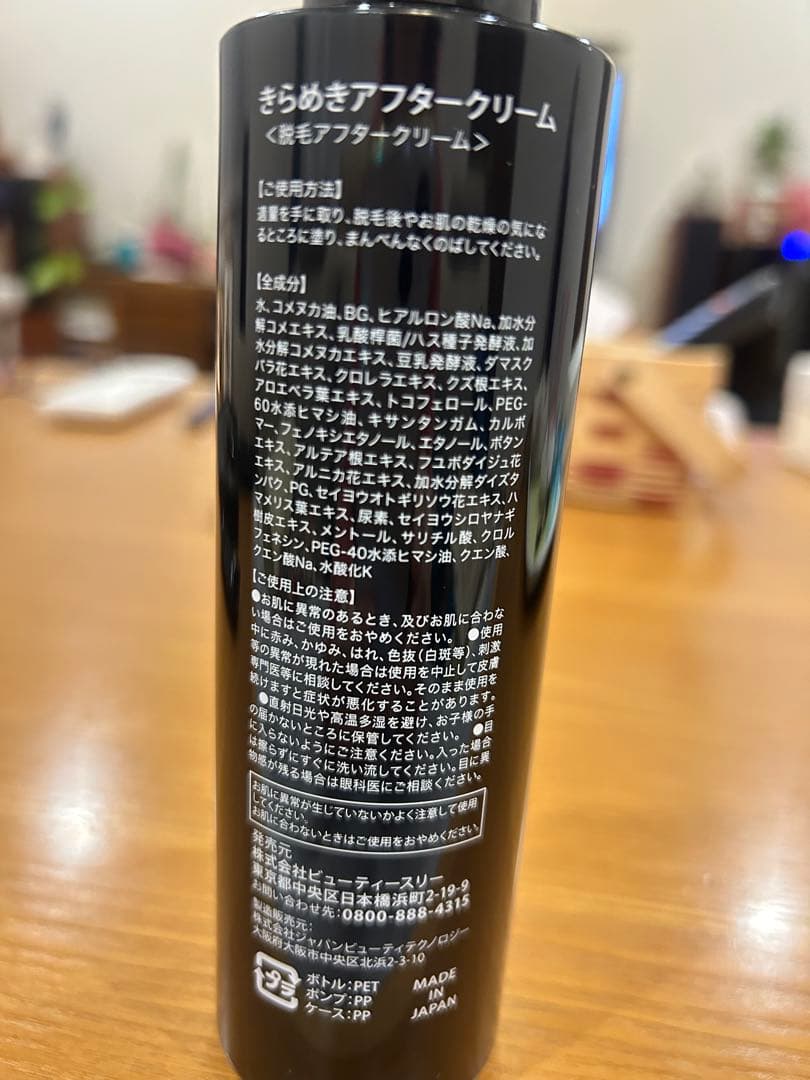 きらめきアフタークリーム
＜脱毛アフタークリーム＞
【ご使用方法】
適量を手に取り、脱毛後やお肌の乾燥の気にな
るところに塗り、まんべんなくのばしてください。
【全成分】
水、コメヌカ油、BG、ヒアルロン酸Na、加水分
解コメエキス、乳酸桿菌/ハス種子発酵液、加
水分解コメヌカエキス、豆乳発酵液、ダマスク
バラ花エキス、クロレラエキス、クズ根エキス、
アロエベラ葉エキス、トコフェロール、PEG-
60水添ヒマシ油、キサンタンガム、カルボ
マー、フェノキシエタノール、エタノール、ボタン
エキス、アルテア根エキス、フユボダイジュ花
エキス、アルニカ花エキス、加水分解ダイズタ
ンパク、PG、セイヨウオトギリソウ花エキス、ハ
マメリス葉エキス、尿素、セイヨウシロヤナギ
樹皮エキス、メントール、サリチル酸、クロル
フェネシン、PEG-40水添ヒマシ油、クエン酸、
クエン酸Na、水酸化K
【ご使用上の注意】
●お肌に異常のあるとき、及びお肌に合わな
い場合はご使用をおやめください。 ●使用
中に赤み、かゆみ、はれ、色抜(白斑等)、刺激
等の異常が現れた場合は使用を中止して皮膚
専門医等に相談してください。そのまま使用を
続けますと症状が悪化することがあります。
●直射日光や高温多湿を避け、お子様の手
の届かないところに保管してください。 ●目
に入らないようにご注意ください。入った場合
は擦らずにすぐに洗い流してください。目に異
物感が残る場合は眼科医にご相談ください。
お肌に異常が生じていないかよく注意して使用
してください。
お肌に合わないときはご使用をおやめください。
発売元
株式会社ビューティースリー
東京都中央区日本橋浜町2-19-9
お問い合わせ先：0800-888-4315
製造販売元：
株式会社ジャパンビューティテクノロジー
大阪府大阪市中央区北浜2-3-10
プラ
ボトル：PET
ポンプ：PP
ケース：PP
MADE
IN
JAPAN